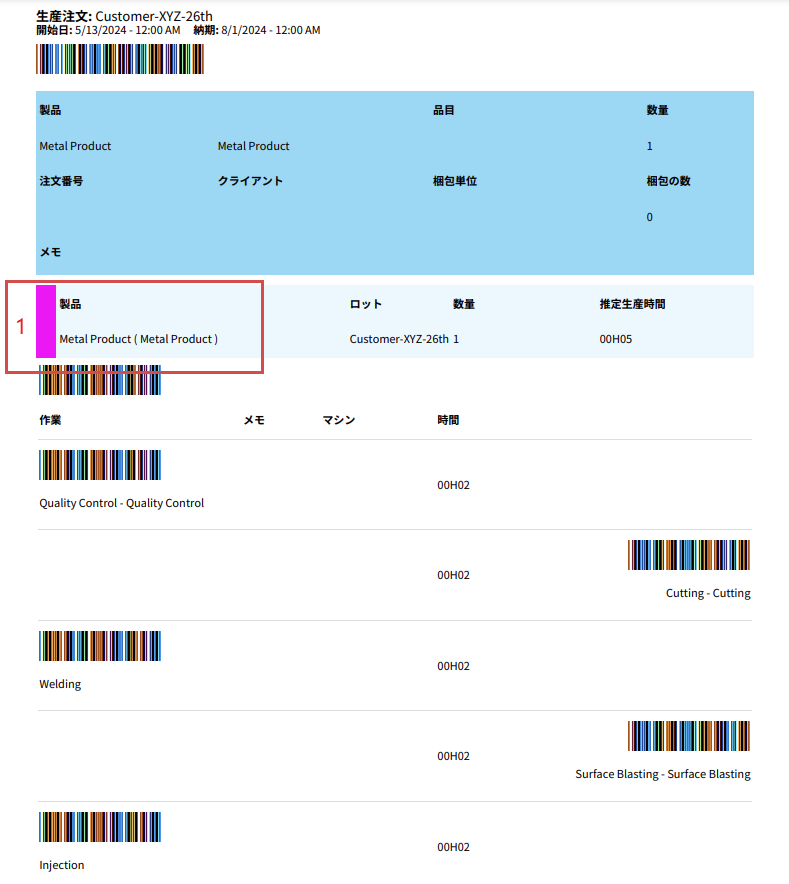 生産注文: Customer-XYZ-26th
開始日: 5/13/2024 - 12:00 AM 納期: 8/1/2024 - 12:00 AM
製品 品目 数量
Metal Product Metal Product 1
注文番号 クライアント 梱包単位 梱包の数
0
メモ
1
製品 ロット 数量 推定生産時間
Metal Product ( Metal Product ) Customer-XYZ-26th 1 00H05
作業 メモ マシン 時間
00H02
Quality Control - Quality Control
00H02
Cutting - Cutting
00H02
Welding
00H02
Surface Blasting - Surface Blasting
00H02
Injection